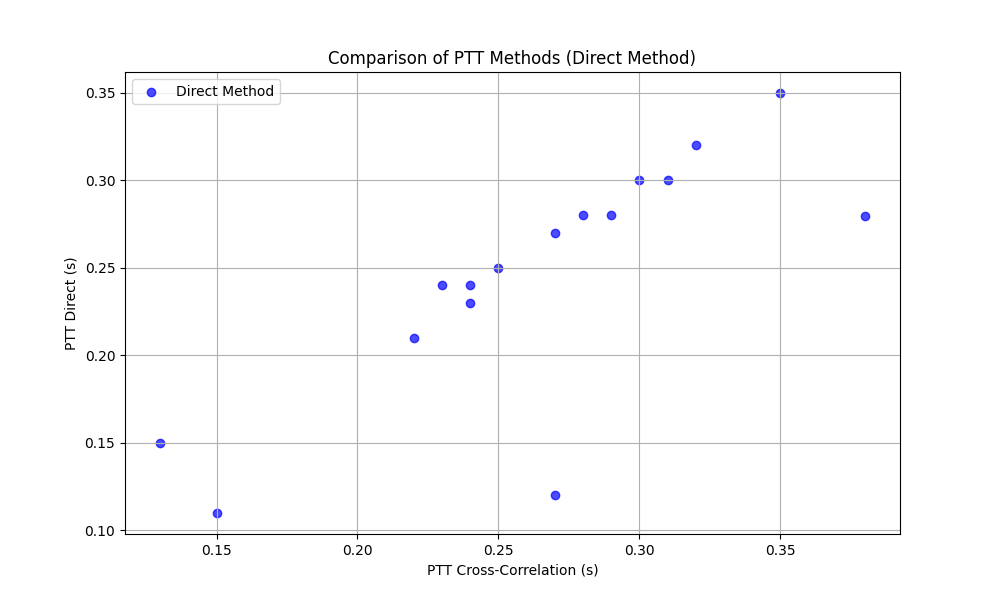 Comparison of PTT Methods (Direct Method)
Direct Method
PTT Direct (s)
0.35
0.30
0.25
0.20
0.15
0.10
0.15
0.20
0.25
0.30
0.35
PTT Cross-Correlation (s)